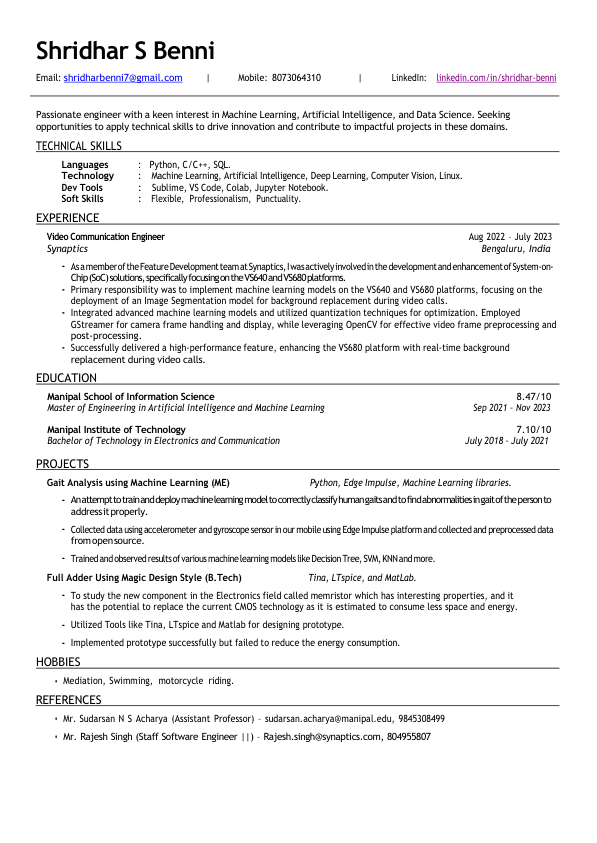 Shridhar S Benni
Email: shridharbenni7@gmail.com | Mobile: 8073064310 | LinkedIn: linkedin.com/in/shridhar-benni
Passionate engineer with a keen interest in Machine Learning, Artificial Intelligence, and Data Science. Seeking
opportunities to apply technical skills to drive innovation and contribute to impactful projects in these domains.
TECHNICAL SKILLS
Languages : Python, C/C++, SQL.
Technology : Machine Learning, Artificial Intelligence, Deep Learning, Computer Vision, Linux.
Dev Tools : Sublime, VS Code, Colab, Jupyter Notebook.
Soft Skills : Flexible, Professionalism, Punctuality.
EXPERIENCE
Video Communication Engineer Aug 2022 – July 2023
Synaptics Bengaluru, India
- As a member of the Feature Development team at Synaptics, I was actively involved in the development and enhancement of System-on-
Chip (SoC) solutions, specifically focusing on the VS640 and VS680 platforms.
- Primary responsibility was to implement machine learning models on the VS640 and VS680 platforms, focusing on the
deployment of an Image Segmentation model for background replacement during video calls.
- Integrated advanced machine learning models and utilized quantization techniques for optimization. Employed
GStreamer for camera frame handling and display, while leveraging OpenCV for effective video frame preprocessing and
post-processing.
- Successfully delivered a high-performance feature, enhancing the VS680 platform with real-time background
replacement during video calls.
EDUCATION
Manipal School of Information Science 8.47/10
Master of Engineering in Artificial Intelligence and Machine Learning Sep 2021 – Nov 2023
Manipal Institute of Technology 7.10/10
Bachelor of Technology in Electronics and Communication July 2018 - July 2021
PROJECTS
Gait Analysis using Machine Learning (ME) Python, Edge Impulse, Machine Learning libraries.
- An attempt to train and deploy machine learning model to correctly classify human gaits and to find abnormalities in gait of the person to
address it properly.
- Collected data using accelerometer and gyroscope sensor in our mobile using Edge Impulse platform and collected and preprocessed data
from open source.
- Trained and observed results of various machine learning models like Decision Tree, SVM, KNN and more.
Full Adder Using Magic Design Style (B.Tech) Tina, LTspice, and MatLab.
- To study the new component in the Electronics field called memristor which has interesting properties, and it
has the potential to replace the current CMOS technology as it is estimated to consume less space and energy.
- Utilized Tools like Tina, LTspice and Matlab for designing prototype.
- Implemented prototype successfully but failed to reduce the energy consumption.
HOBBIES
• Mediation, Swimming, motorcycle riding.
REFERENCES
• Mr. Sudarsan N S Acharya (Assistant Professor) – sudarsan.acharya@manipal.edu, 9845308499
• Mr. Rajesh Singh (Staff Software Engineer ||) – Rajesh.singh@synaptics.com, 804955807